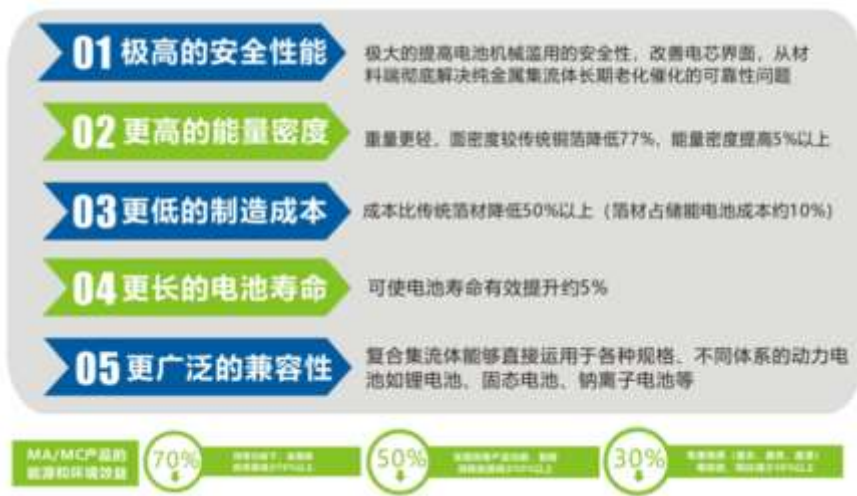 01 极高的安全性能
极大的提高电池机械滥用的安全性，改善电芯界面，从材
料端彻底解决纯金属集流体长期老化催化的可靠性问题
02 更高的能量密度
重量更轻，面密度较传统铜箔降低77%，能量密度提高5%以上
03 更低的制造成本
成本比传统箔材降低50%以上（箔材占储能电池成本约10%）
04 更长的电池寿命
可使电池寿命有效提升约5%
05 更广泛的兼容性
复合集流体能够直接运用于各种规格、不同体系的动力电
池如锂电池、固态电池、钠离子电池等
MA/MC产品的
能源和环境效益
70%
50%
30%